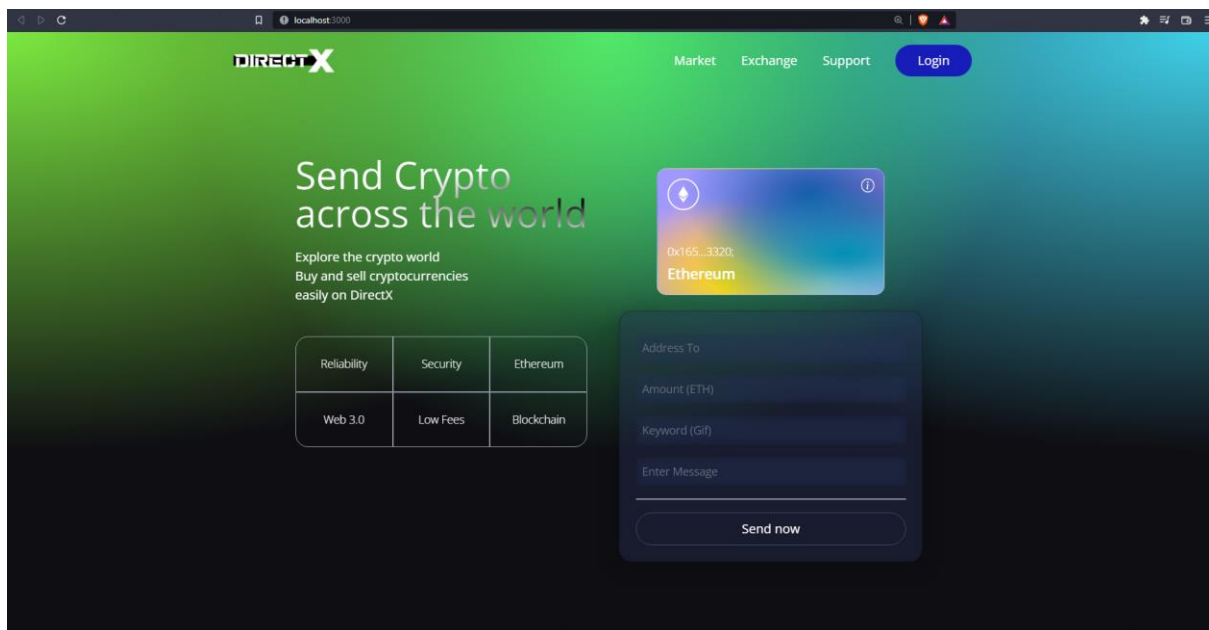 localhost:3000
DIRECTX
Market Exchange Support Login
Send Crypto
across the world
Explore the crypto world
Buy and sell cryptocurrencies
easily on DirectX
Reliability Security Ethereum
Web 3.0 Low Fees Blockchain
0x165...3320;
Ethereum
Address To
Amount (ETH)
Keyword (Gif)
Enter Message
Send now